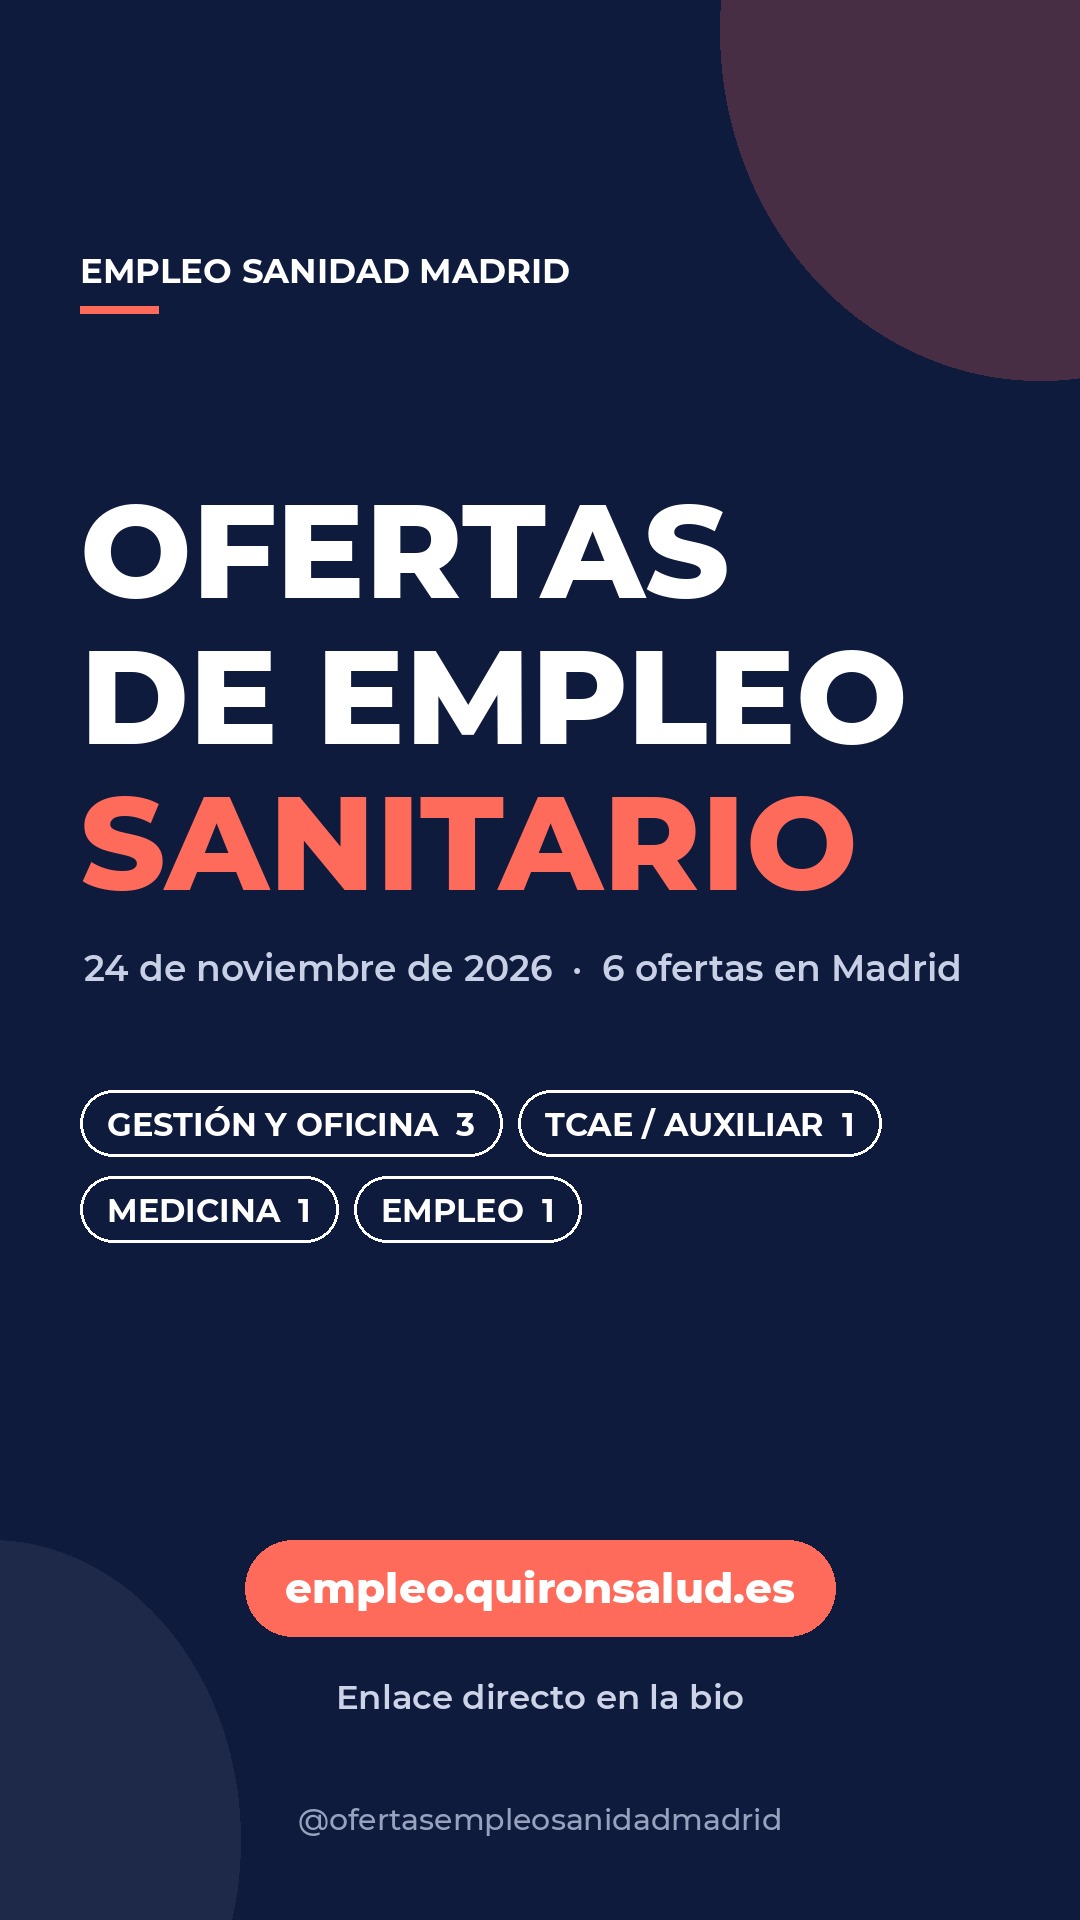 EMPLEO SANIDAD MADRID
OFERTAS
DE EMPLEO
SANITARIO
24 de noviembre de 2026 · 6 ofertas en Madrid
GESTIÓN Y OFICINA 3 TCAE / AUXILIAR 1
MEDICINA 1 EMPLEO 1
empleo.quironsalud.es
Enlace directo en la bio
@ofertasempleosanidadmadrid